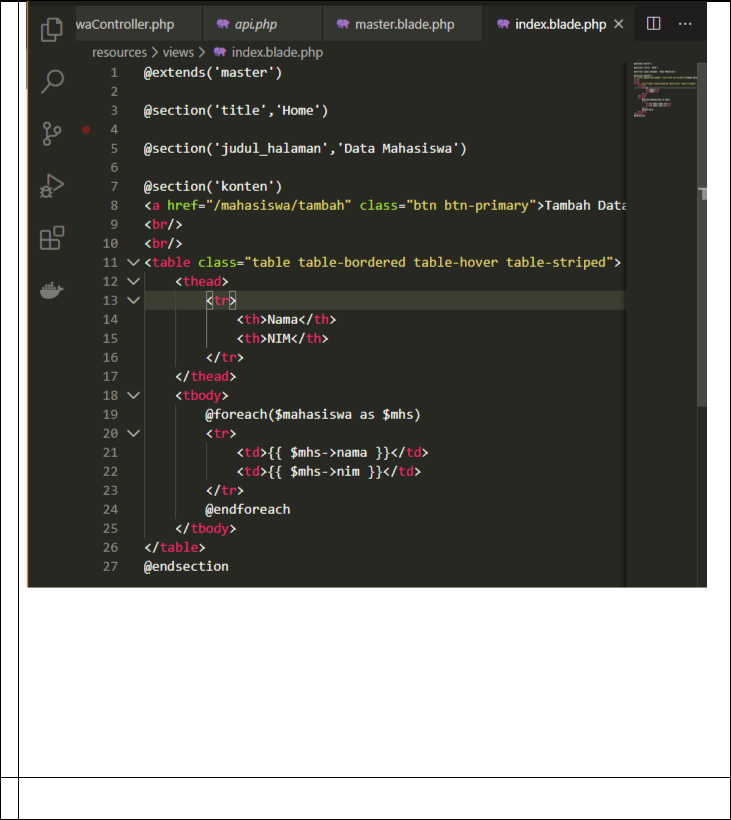 waController.php api.php master.blade.php index.blade.php
resources > views > index.blade.php
1 @extends('master')
2
3 @section('title','Home')
4
5 @section('judul_halaman','Data Mahasiswa')
6
7 @section('konten')
8 <a href="/mahasiswa/tambah" class="btn btn-primary">Tambah Data
9 <br/>
10 <br/>
11 <table class="table table-bordered table-hover table-striped">
12 <thead>
13 <tr>
14 <th>Nama</th>
15 <th>NIM</th>
16 </tr>
17 </thead>
18 <tbody>
19 @foreach($mahasiswa as $mhs)
20 <tr>
21 <td>{{ $mhs->nama }}</td>
22 <td>{{ $mhs->nim }}</td>
23 </tr>
24 @endforeach
25 </tbody>
26 </table>
27 @endsection